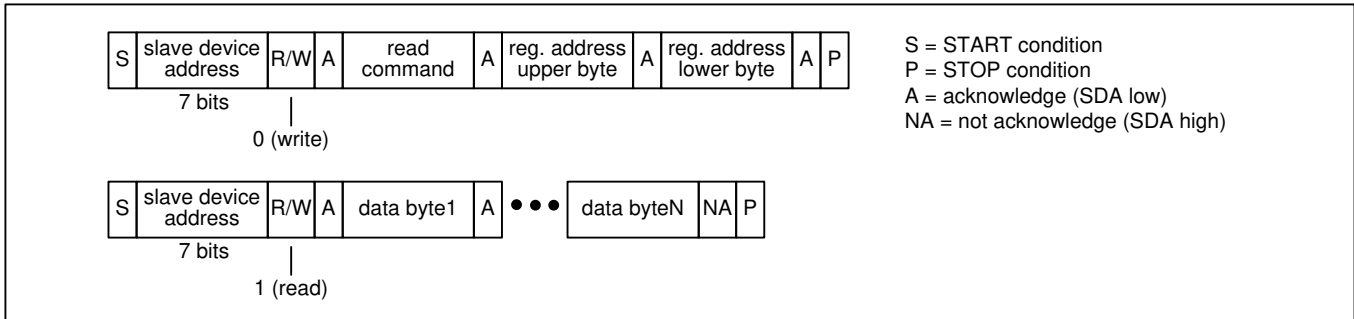 S slave device address R/W A read command A reg. address upper byte A reg. address lower byte A P
7 bits
0 (write)
S = START condition
P = STOP condition
A = acknowledge (SDA low)
NA = not acknowledge (SDA high)
S slave device address R/W A data byte1 A ••• data byteN NA P
7 bits
1 (read)